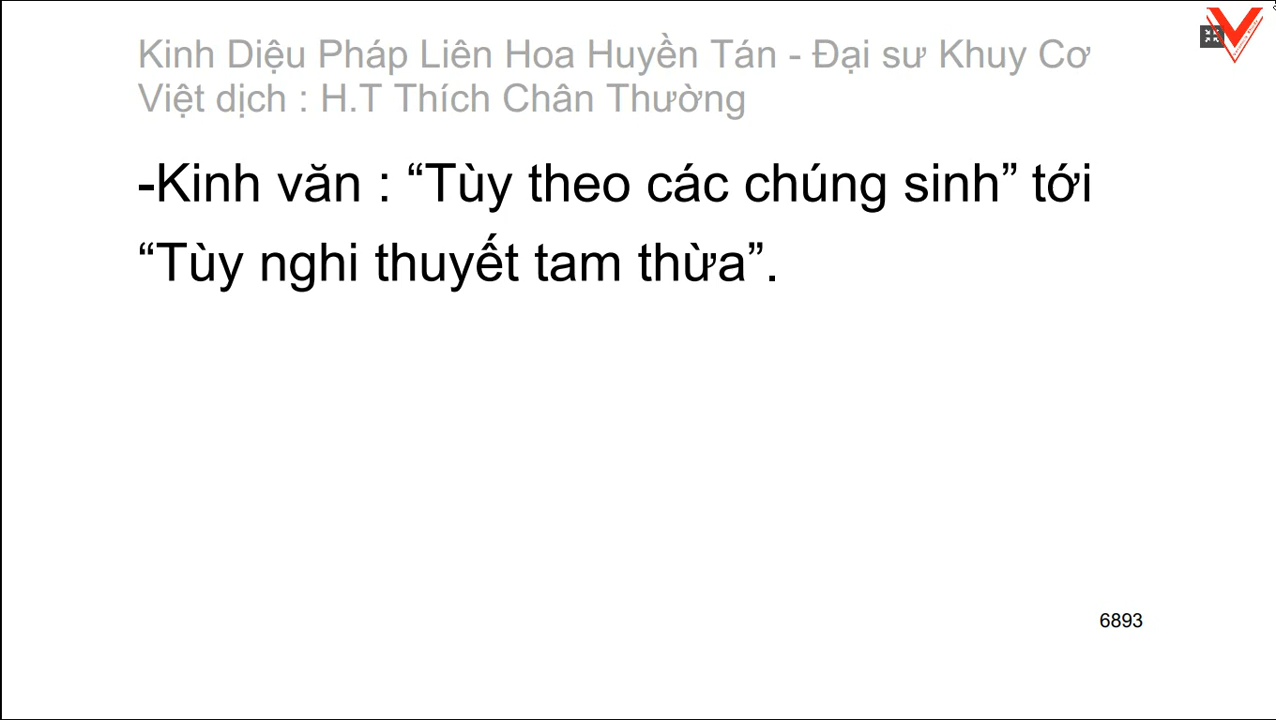 Kinh Diệu Pháp Liên Hoa Huyền Tán - Đại sư Khuy Cơ
Việt dịch : H.T Thích Chân Thường
-Kinh văn : “Tùy theo các chúng sinh” tới
“Tùy nghi thuyết tam thừa”.
6893